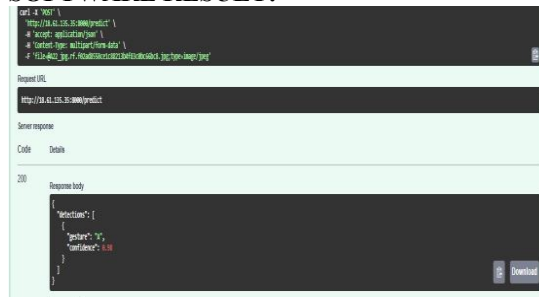 SOFTWARE RESULT:
curl -X 'POST' \
'http://18.61.135.35:8000/predict' \
-H 'accept: application/json' \
-H 'Content-Type: multipart/form-data' \
-F
Request URL
http://18.61.135.35:8000/predict
Server response
Code Details
200
Response body
{
"detections": [
{
"gesture":
"confidence": 0.98
}
]
}
Download